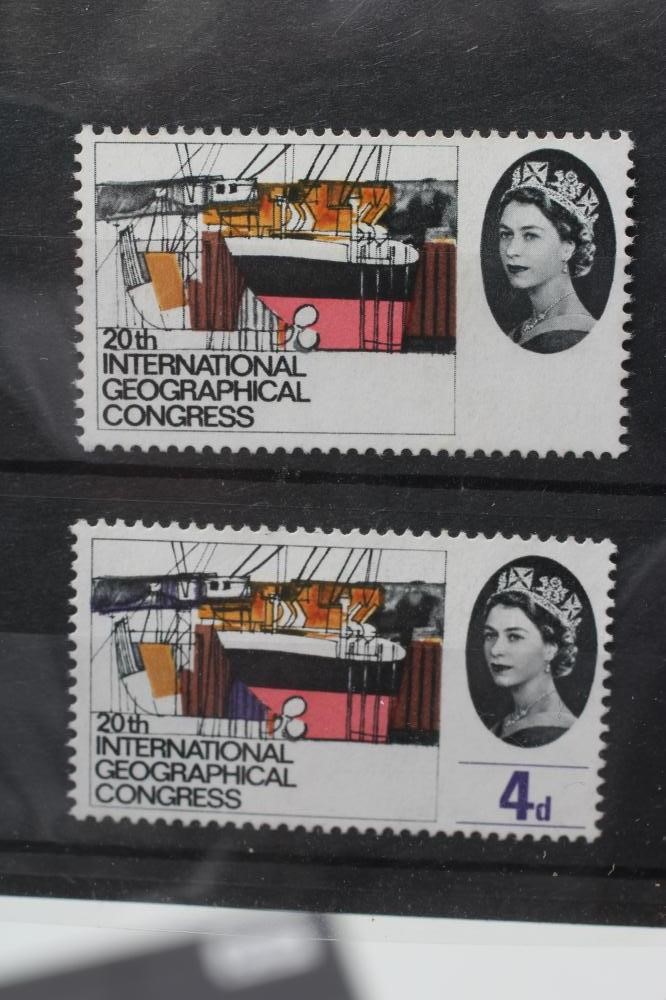 20th
INTERNATIONAL
GEOGRAPHICAL
CONGRESS
20th
INTERNATIONAL
GEOGRAPHICAL
CONGRESS
4d